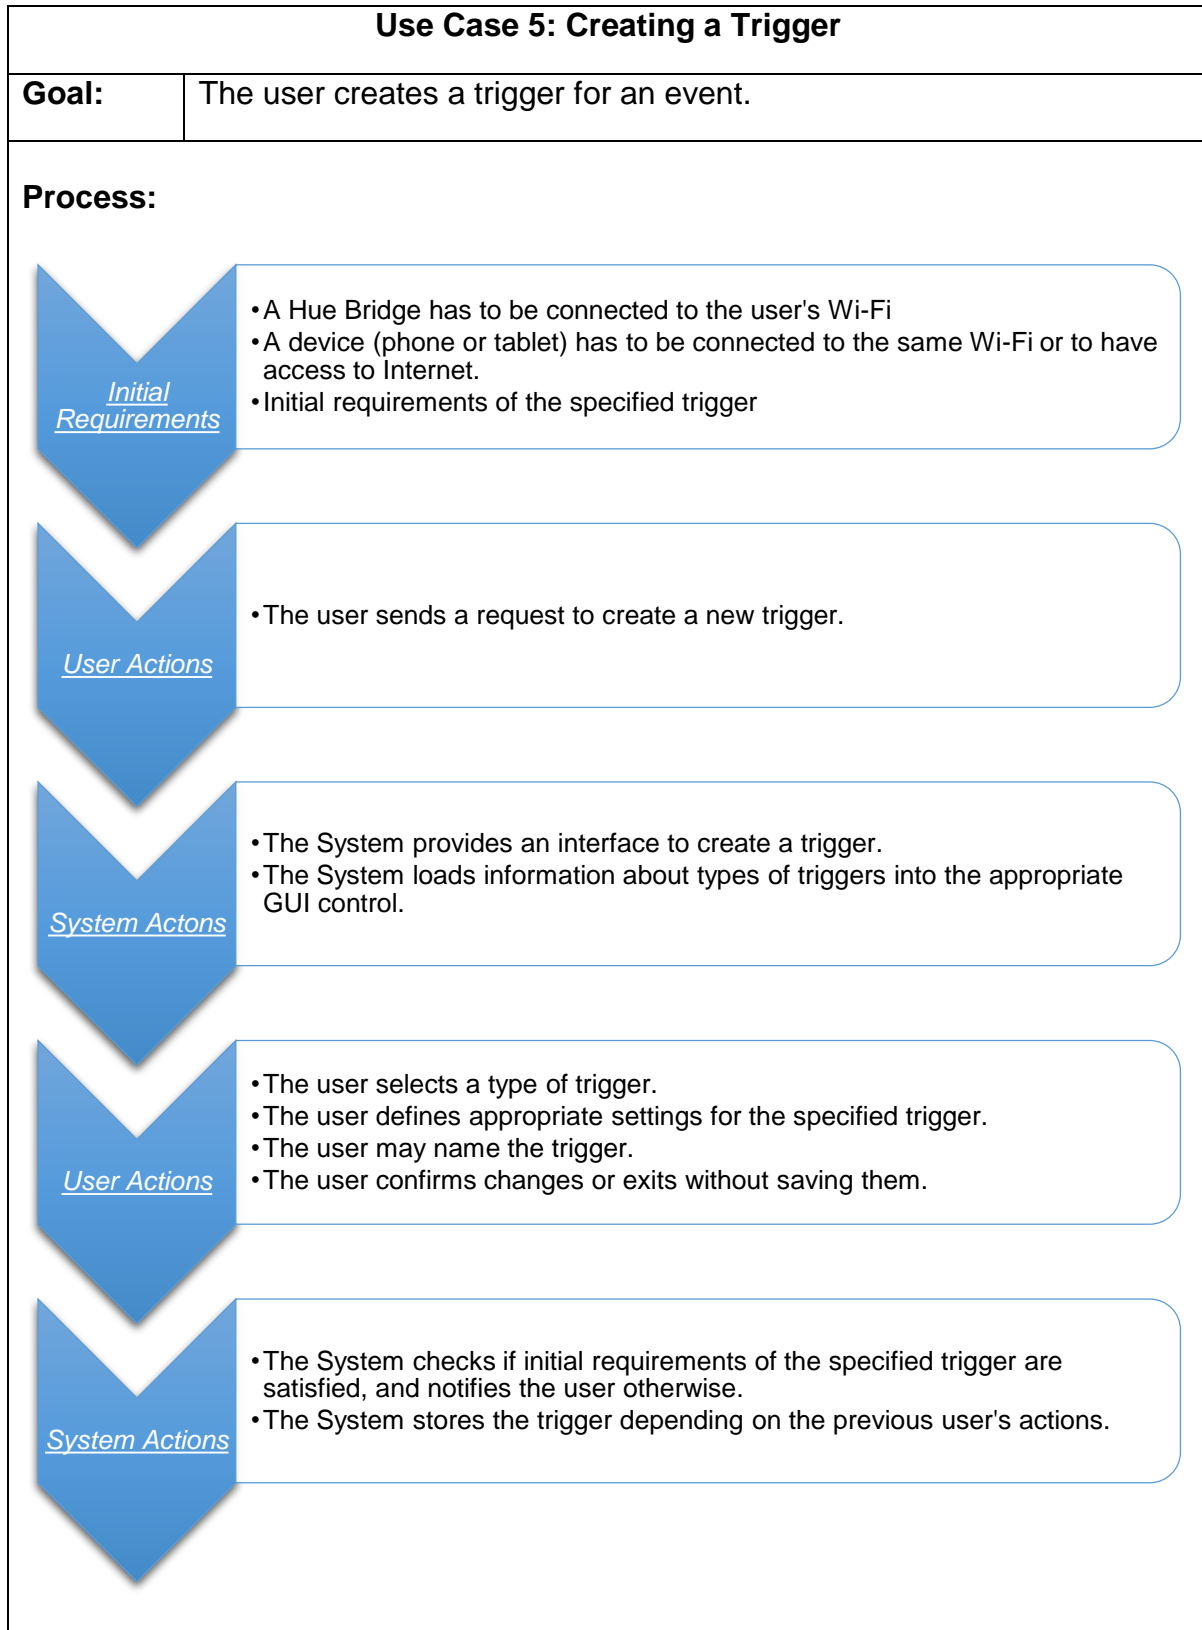 Use Case 5: Creating a Trigger
Goal:
The user creates a trigger for an event.
Process:
Initial
Requirements
•A Hue Bridge has to be connected to the user's Wi-Fi
•A device (phone or tablet) has to be connected to the same Wi-Fi or to have
access to Internet.
•Initial requirements of the specified trigger
User Actions
•The user sends a request to create a new trigger.
System Actons
•The System provides an interface to create a trigger.
•The System loads information about types of triggers into the appropriate
GUI control.
User Actions
•The user selects a type of trigger.
•The user defines appropriate settings for the specified trigger.
•The user may name the trigger.
•The user confirms changes or exits without saving them.
System Actions
•The System checks if initial requirements of the specified trigger are
satisfied, and notifies the user otherwise.
•The System stores the trigger depending on the previous user's actions.